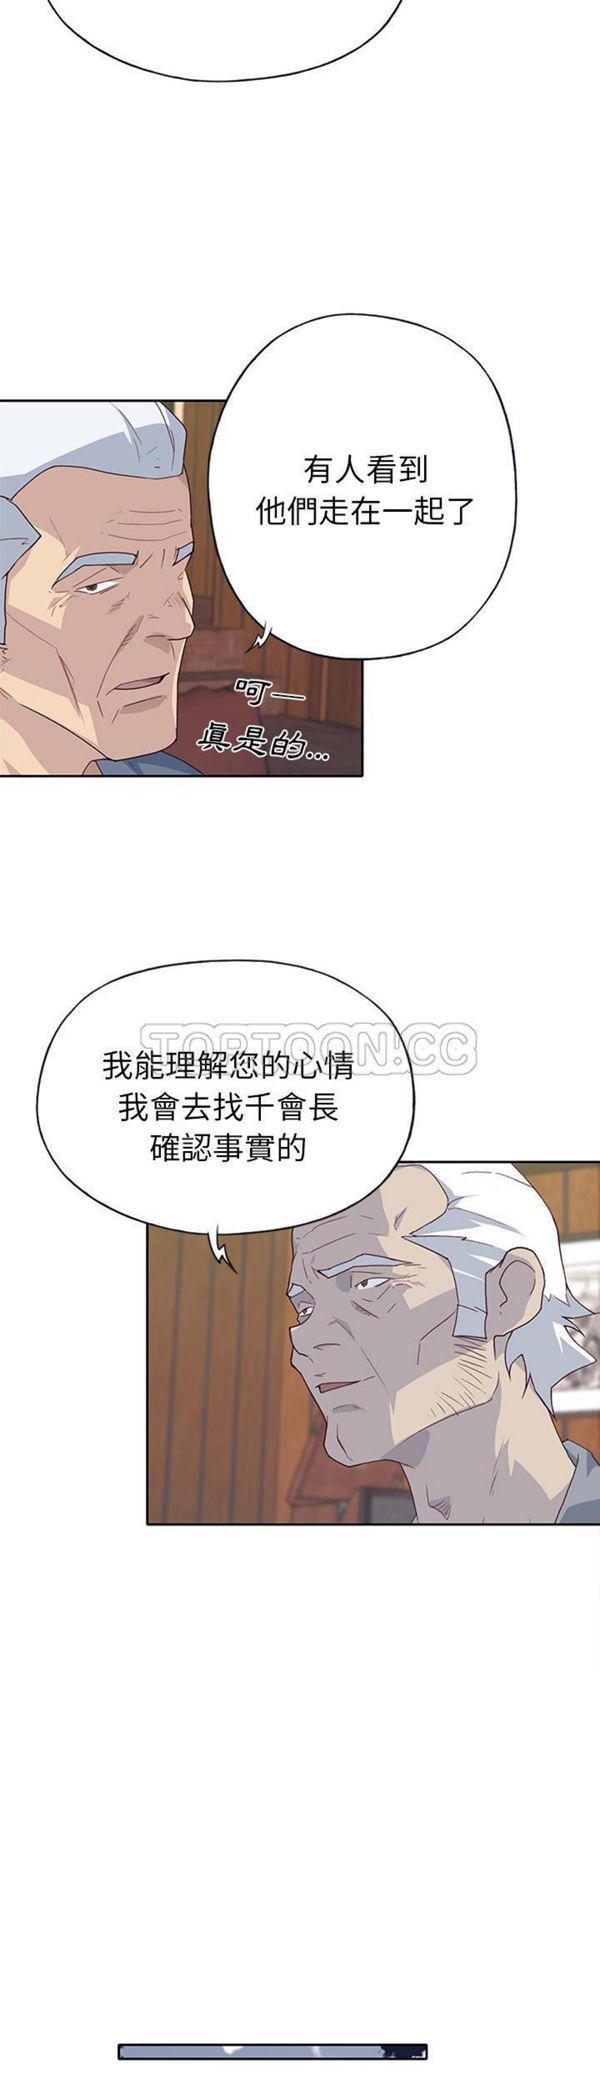 有人看到
他們走在一起了
呵—
真是的...
TOPTOON.CC
我能理解您的心情
我會去找千會長
確認事實的